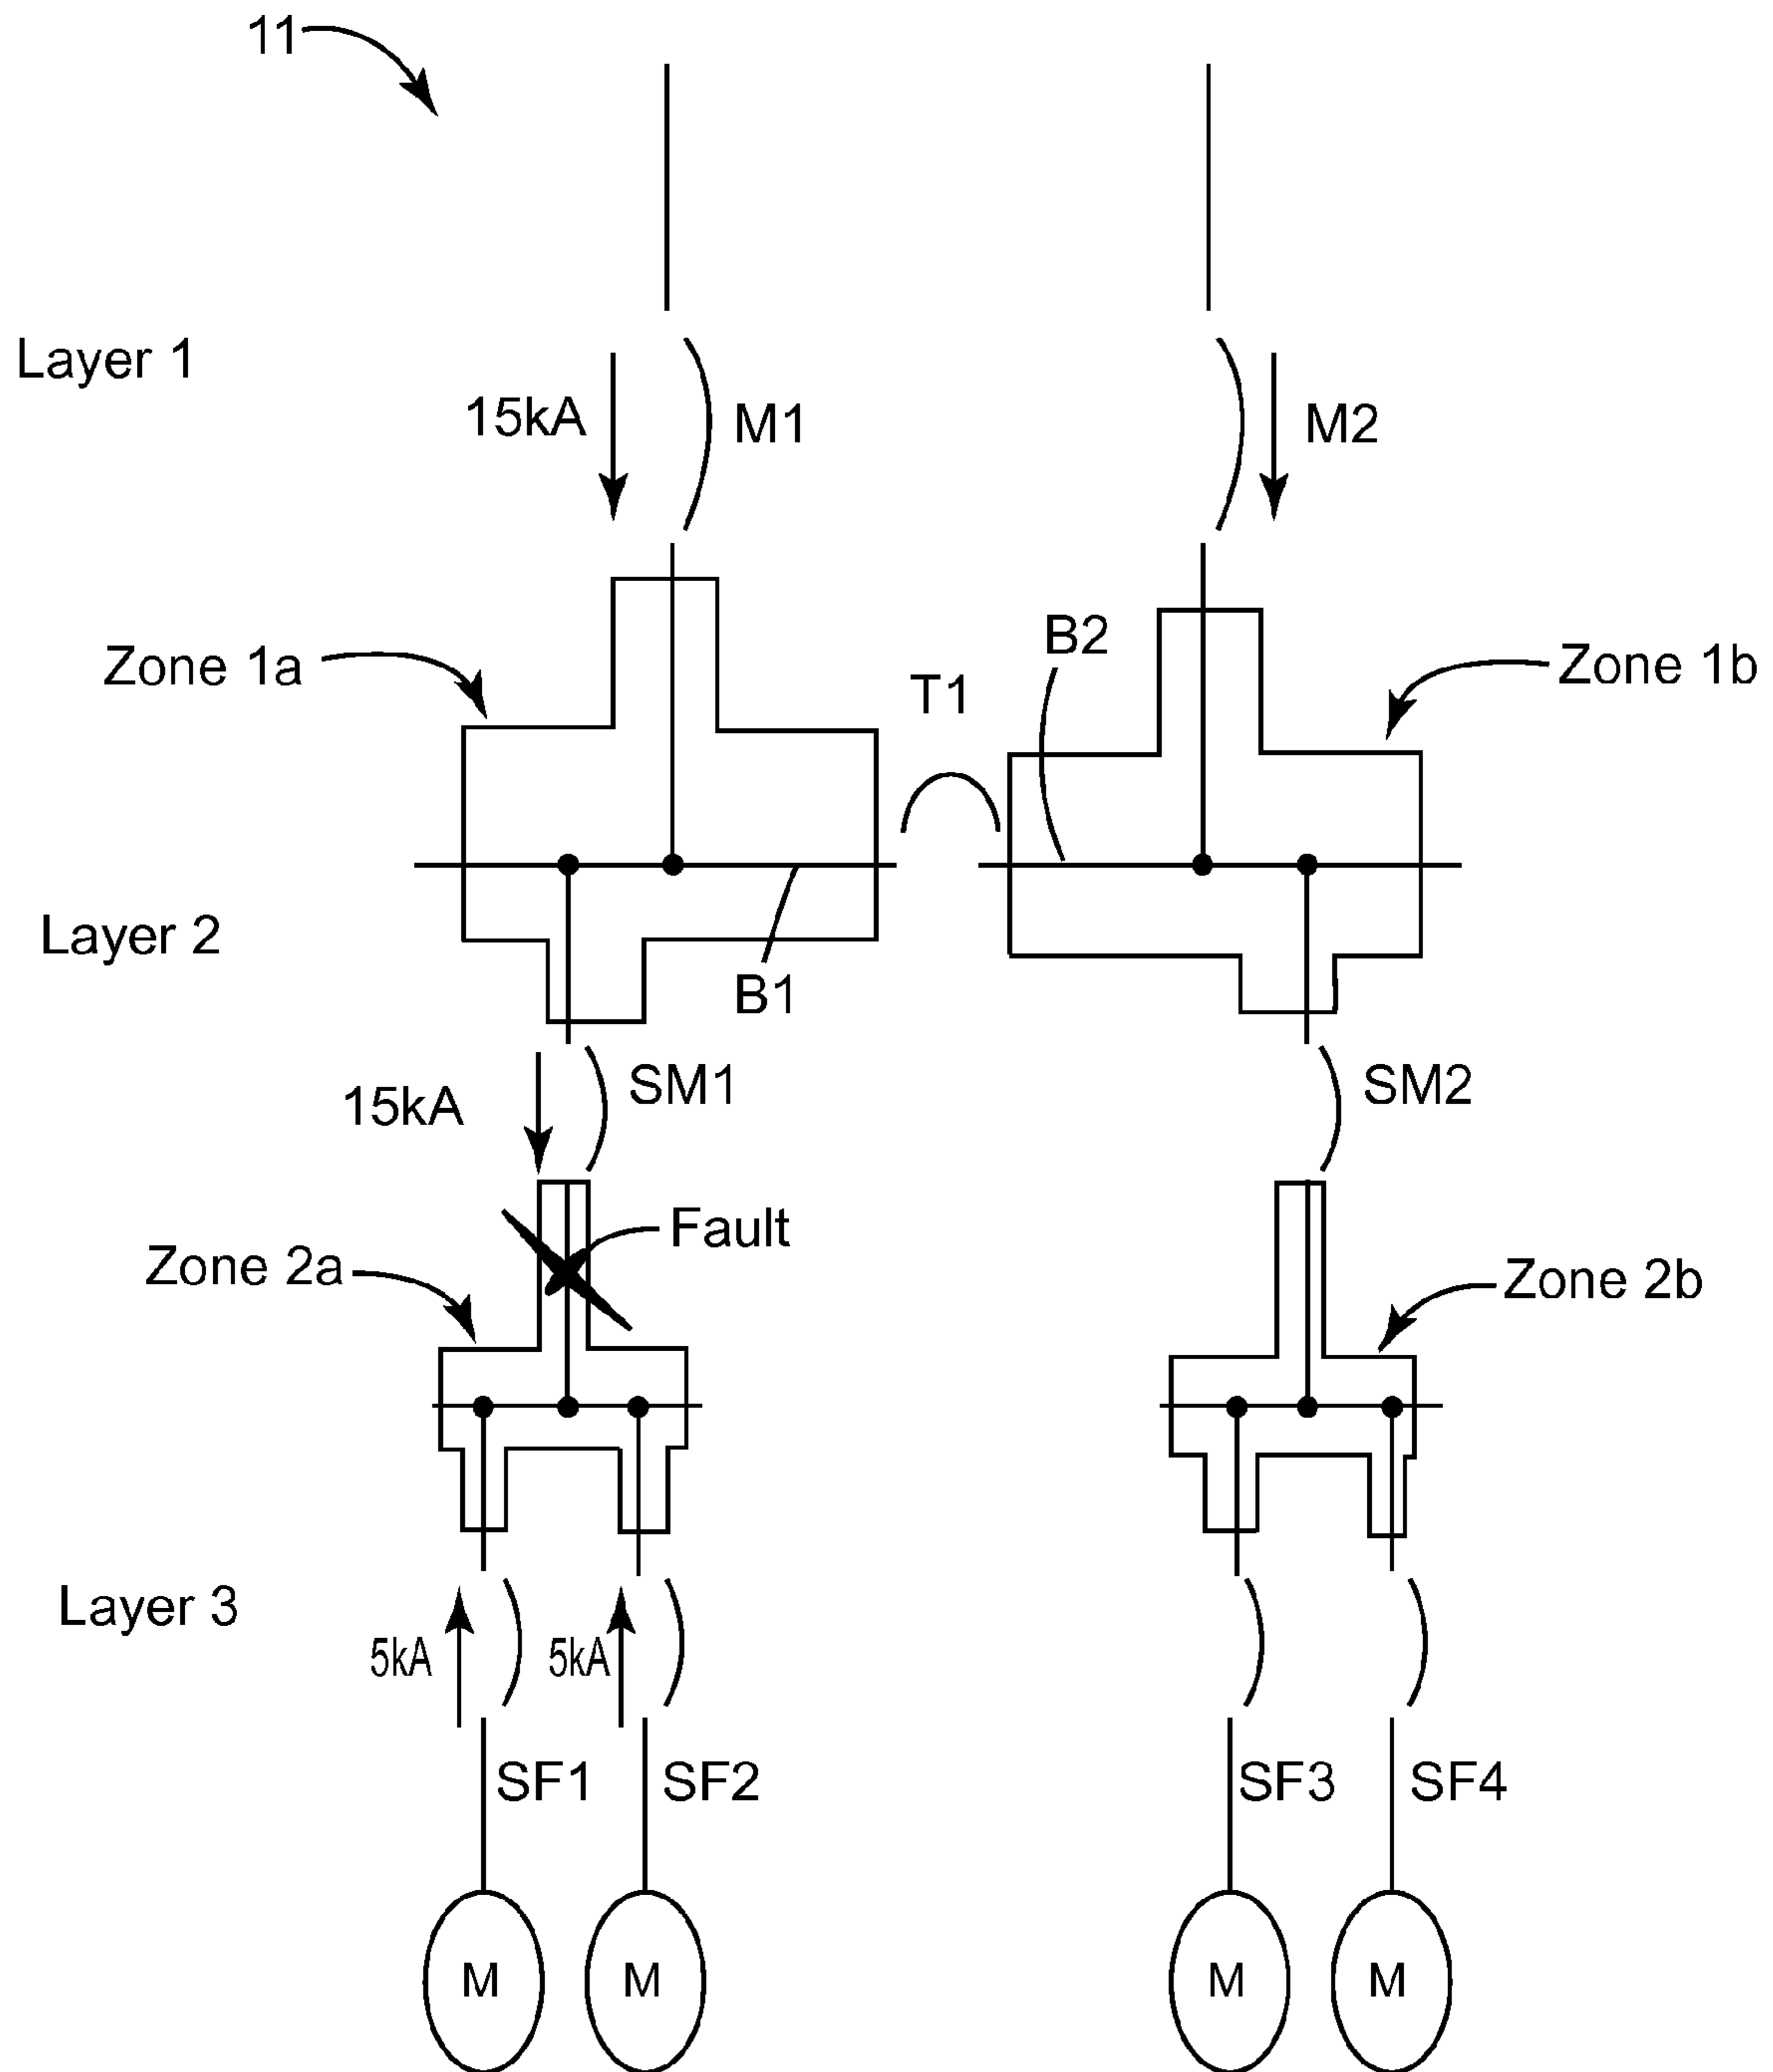 11
Layer 1
15kA
M1
M2
Zone 1a
B2
T1
Zone 1b
Layer 2
B1
15kA
SM1
SM2
Fault
Zone 2a
Zone 2b
Layer 3
5kA
5kA
SF1
SF2
SF3
SF4
M
M
M
M